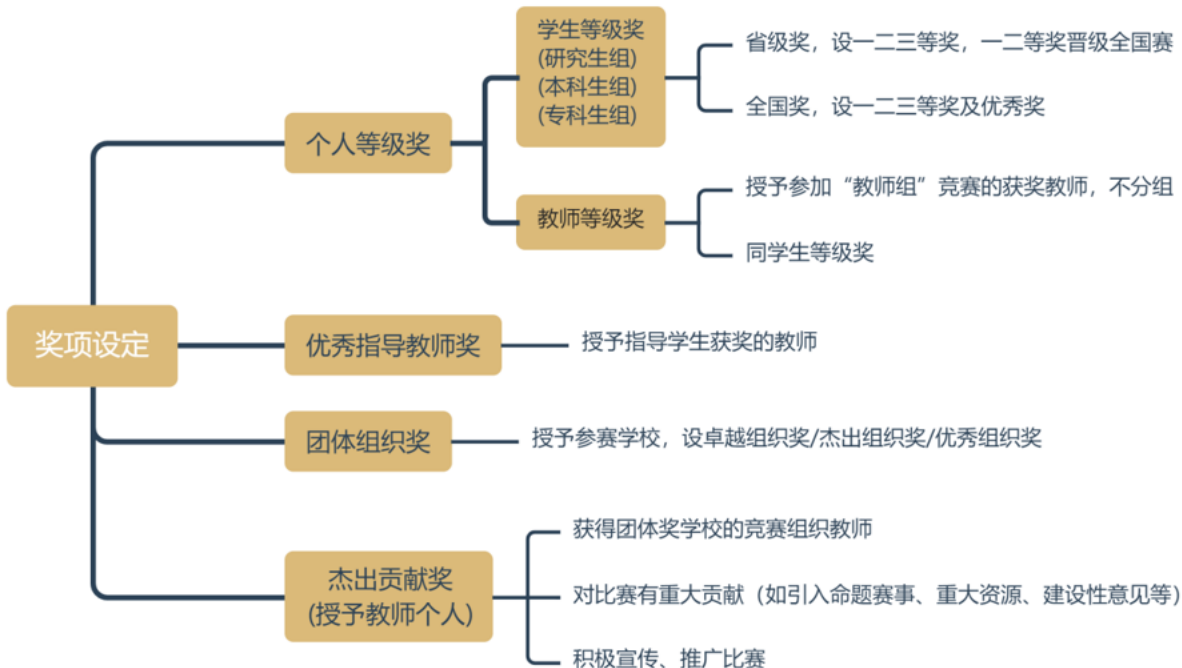 奖项设定
个人等级奖
学生等级奖
(研究生组)
(本科生组)
(专科生组)
省级奖，设一二三等奖，一二等奖晋级全国赛
全国奖，设一二三等奖及优秀奖
教师等级奖
授予参加“教师组”竞赛的获奖教师，不分组
同学生等级奖
优秀指导教师奖
授予指导学生获奖的教师
团体组织奖
授予参赛学校，设卓越组织奖/杰出组织奖/优秀组织奖
杰出贡献奖
(授予教师个人)
获得团体奖学校的竞赛组织教师
对比赛有重大贡献（如引入命题赛事、重大资源、建设性意见等）
积极宣传、推广比赛